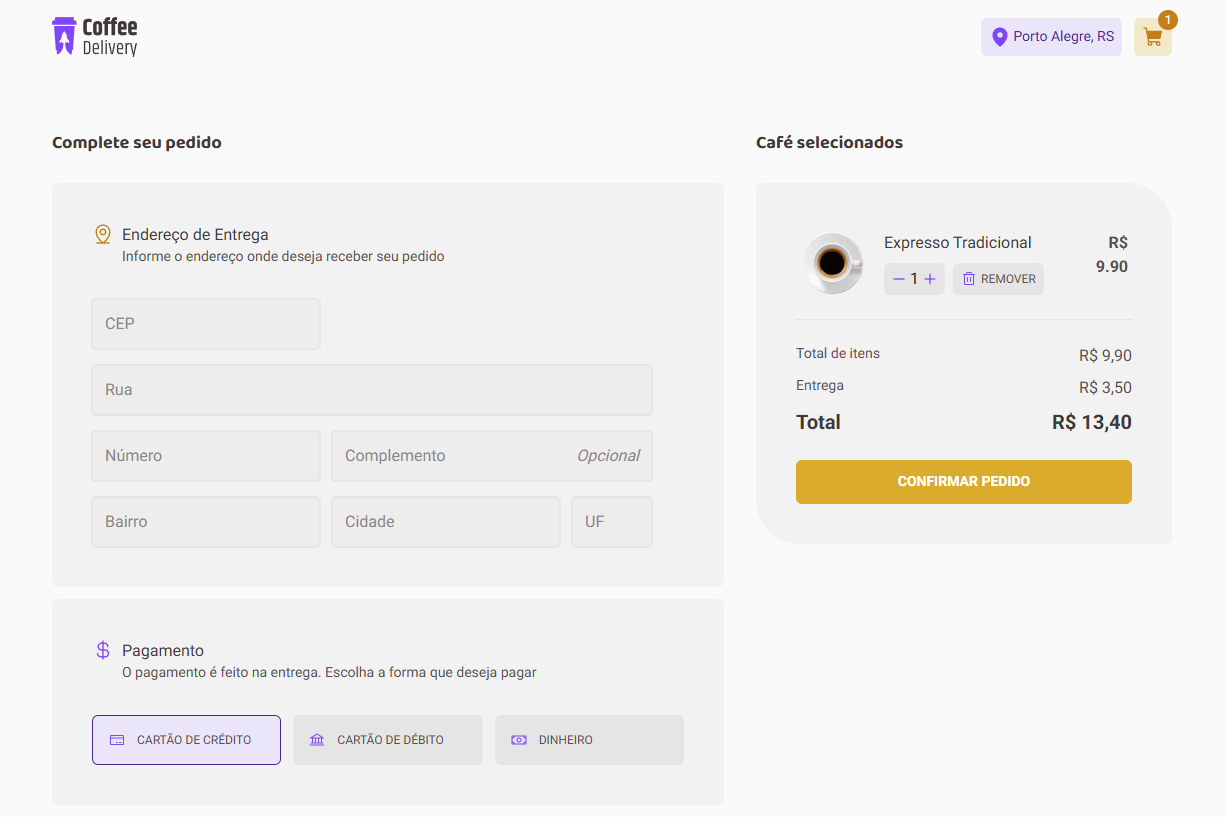 Coffee
Delivery
Porto Alegre, RS
1
Complete seu pedido
Endereço de Entrega
Informe o endereço onde deseja receber seu pedido
CEP
Rua
Número
Complemento Opcional
Bairro
Cidade
UF
Pagamento
O pagamento é feito na entrega. Escolha a forma que deseja pagar
CARTÃO DE CRÉDITO
CARTÃO DE DÉBITO
DINHEIRO
Café selecionados
Expresso Tradicional
R$
9.90
1
REMOVER
Total de itens R$ 9,90
Entrega R$ 3,50
Total R$ 13,40
CONFIRMAR PEDIDO